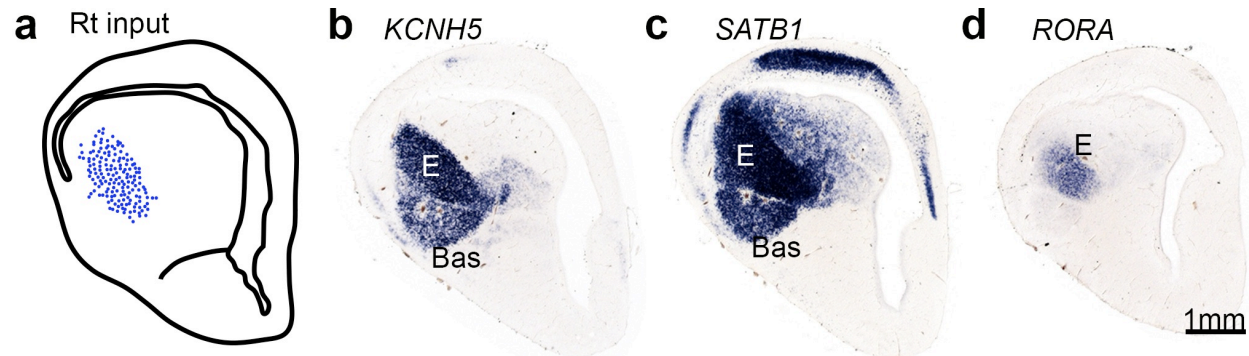 a Rt input
b KCNH5
c SATB1
d RORA
E
Bas
E
Bas
E
1mm